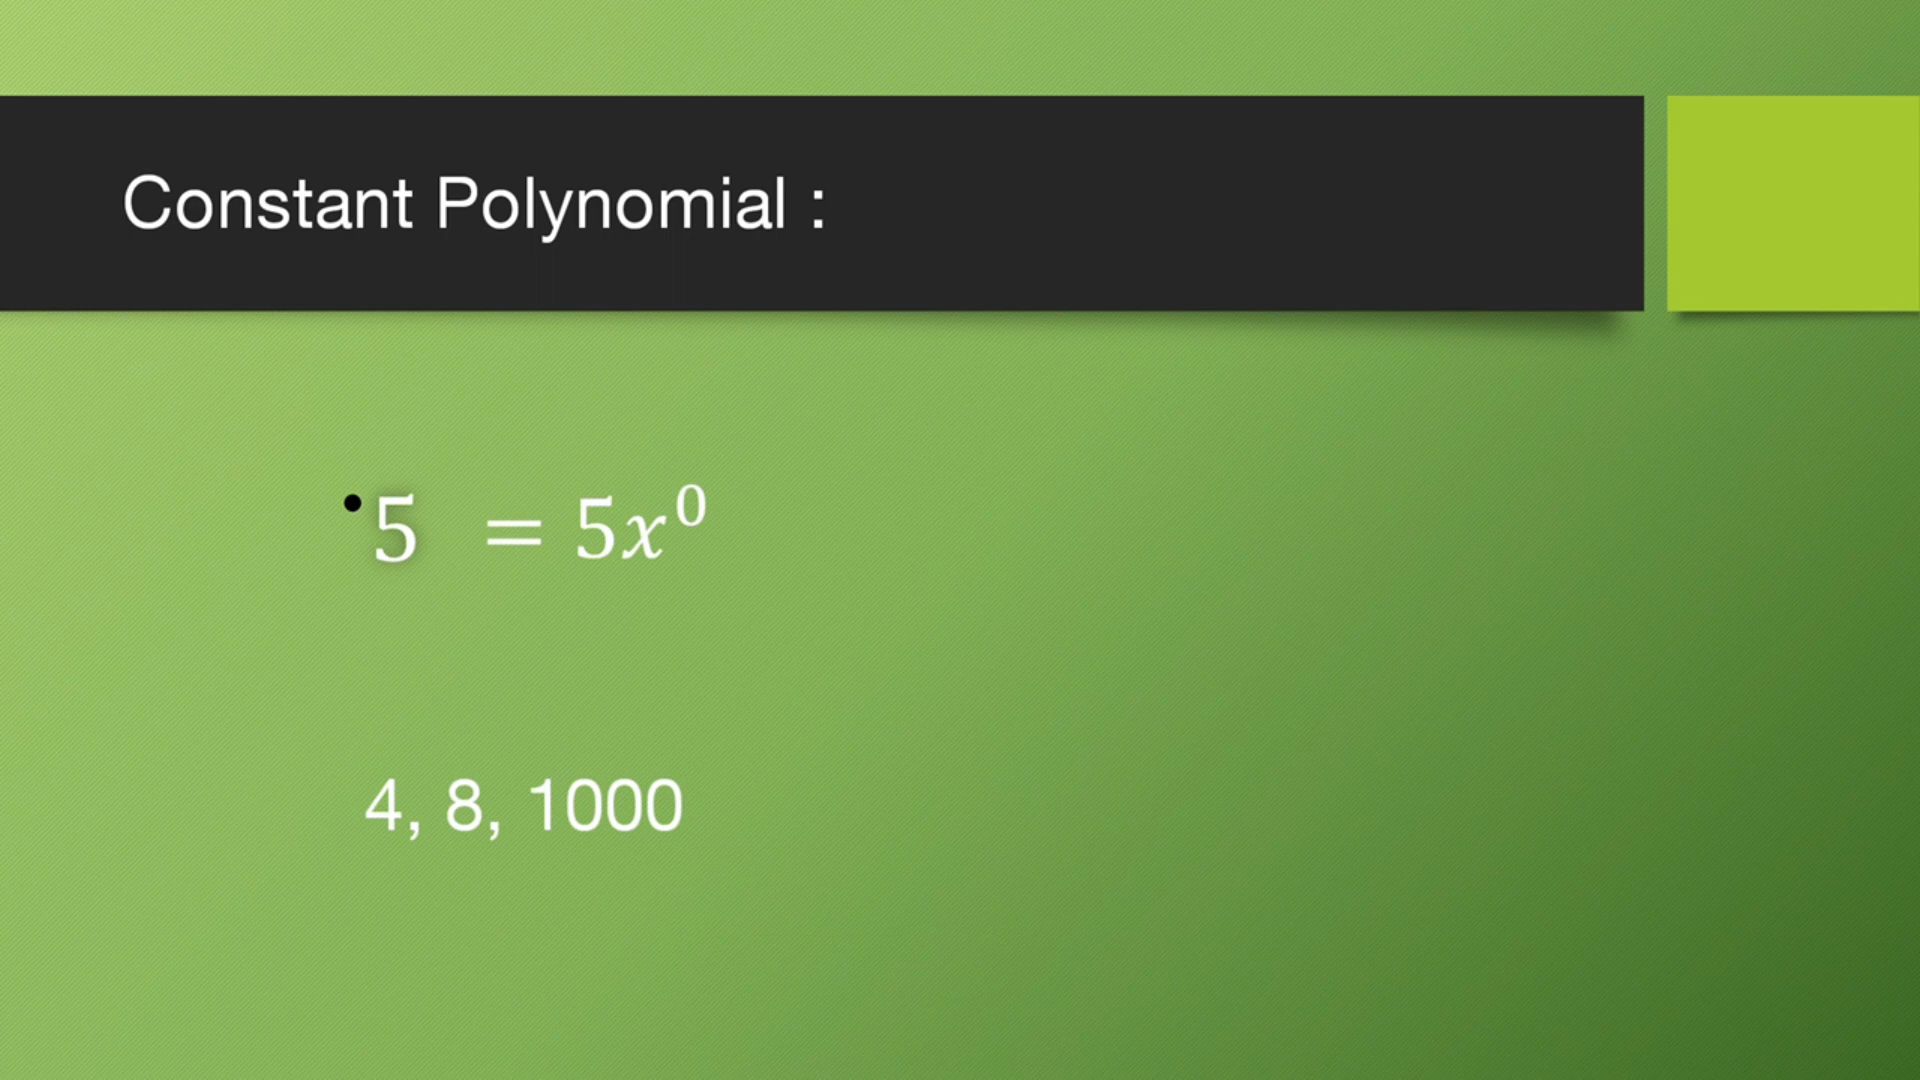 Constant Polynomial :
• 5 = 5x⁰
4, 8, 1000